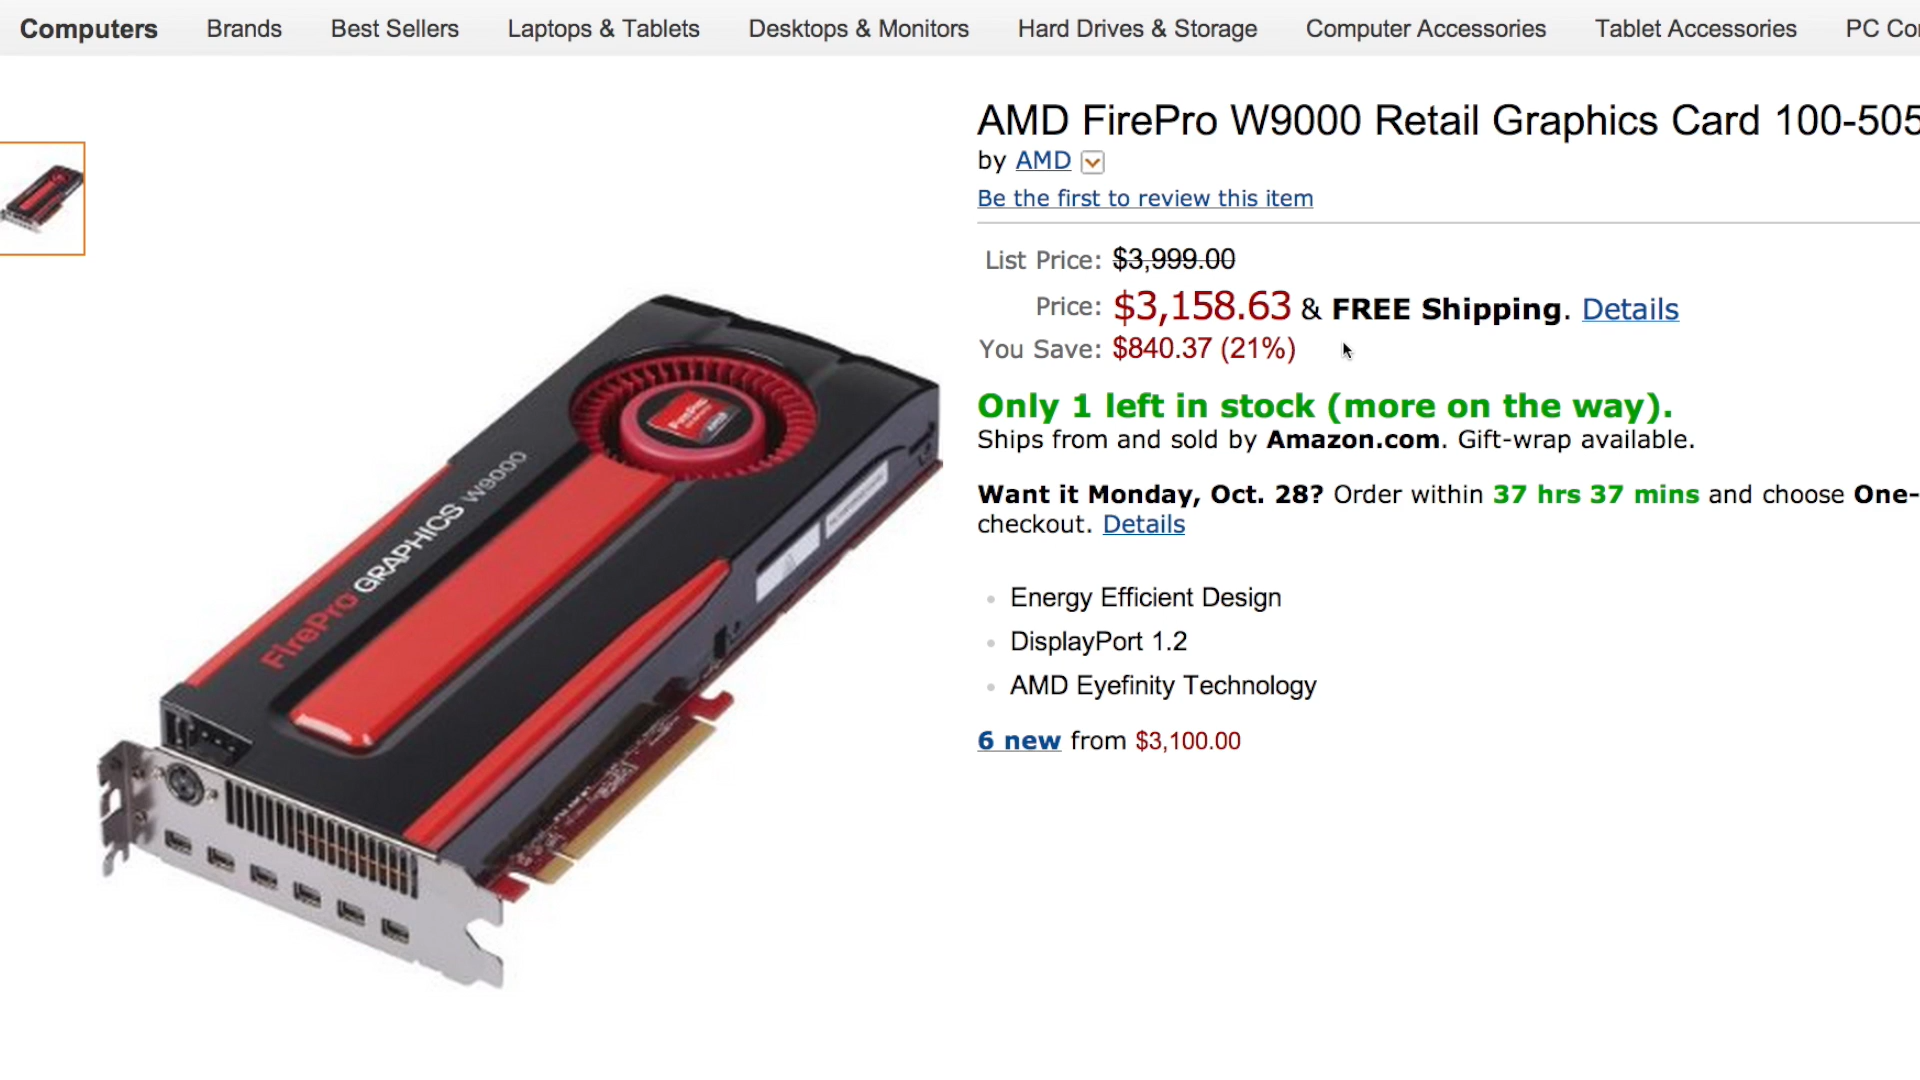 Computers Brands Best Sellers Laptops & Tablets Desktops & Monitors Hard Drives & Storage Computer Accessories Tablet Accessories PC Co
AMD FirePro W9000 Retail Graphics Card 100-505
by AMD
Be the first to review this item
List Price: $3,999.00
Price: $3,158.63 & FREE Shipping. Details
You Save: $840.37 (21%)
Only 1 left in stock (more on the way).
Ships from and sold by Amazon.com. Gift-wrap available.
Want it Monday, Oct. 28? Order within 37 hrs 37 mins and choose One-
checkout. Details
Energy Efficient Design
DisplayPort 1.2
AMD Eyefinity Technology
6 new from $3,100.00
FirePro GRAPHICS W9000
FirePro
AMD